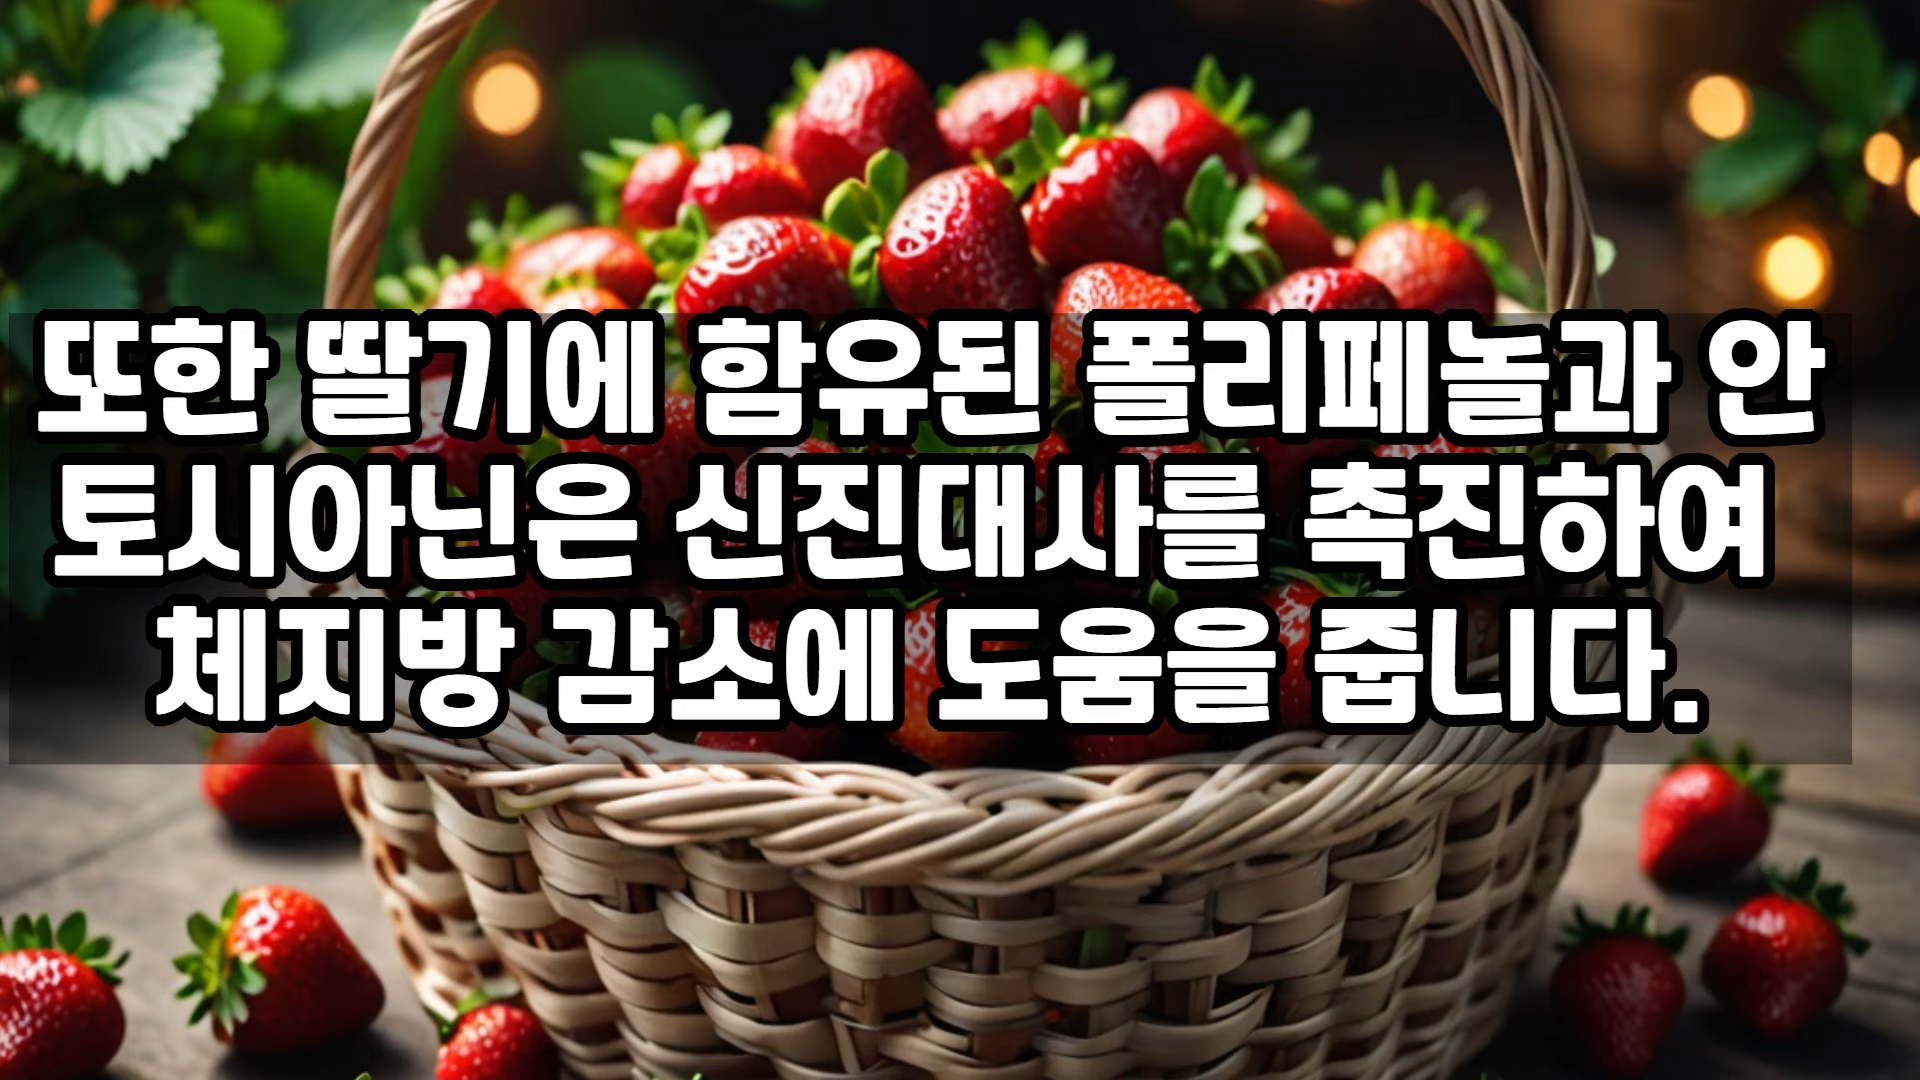 또한 딸기에 함유된 폴리페놀과 안
토시아닌은 신진대사를 촉진하여
체지방 감소에 도움을 줍니다.